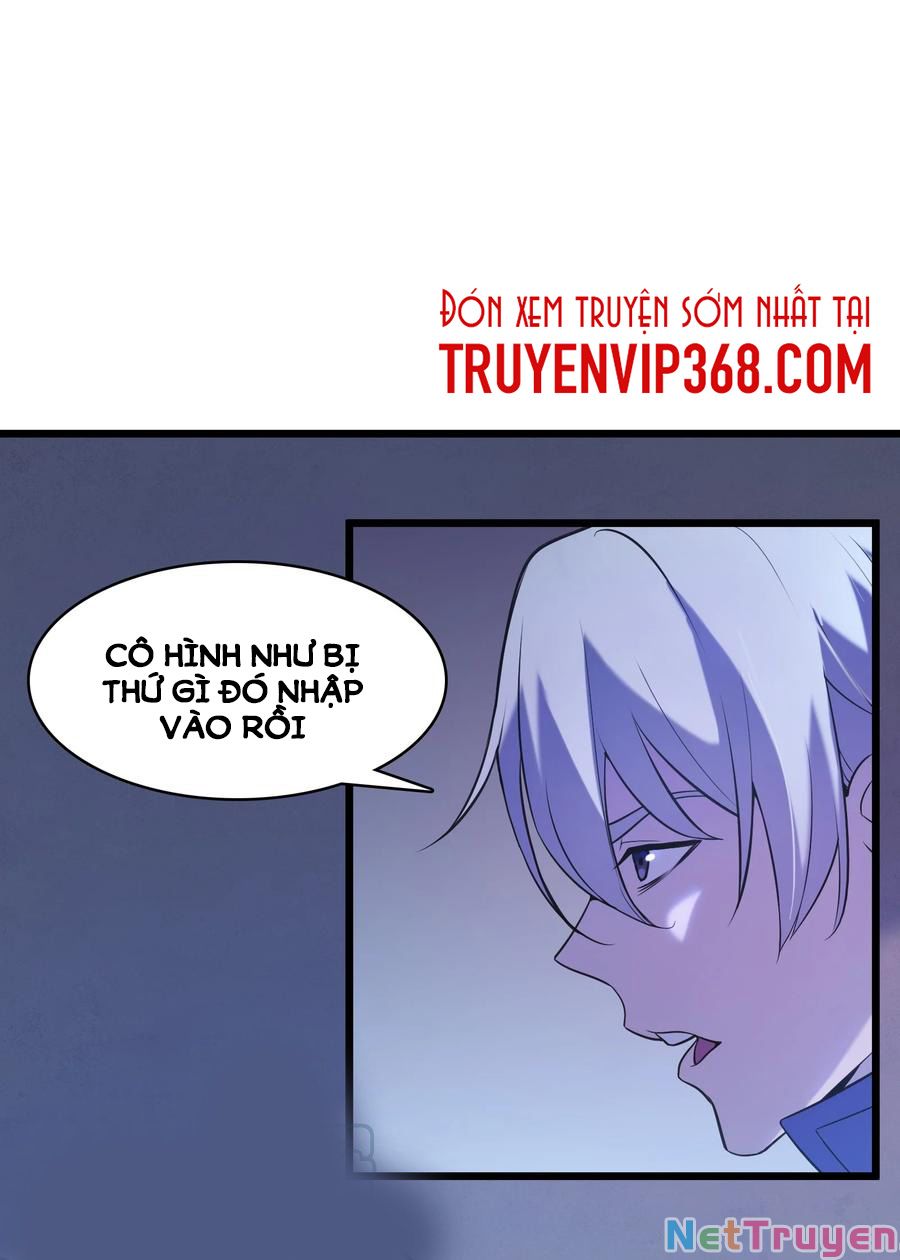 ĐÓN XEM TRUYỆN SỚM NHẤT TẠI
TRUYENVIP368.COM
CÔ HÌNH NHƯ BỊ
THỨ GÌ ĐÓ NHẬP
VÀO RỒI
NetTruyen